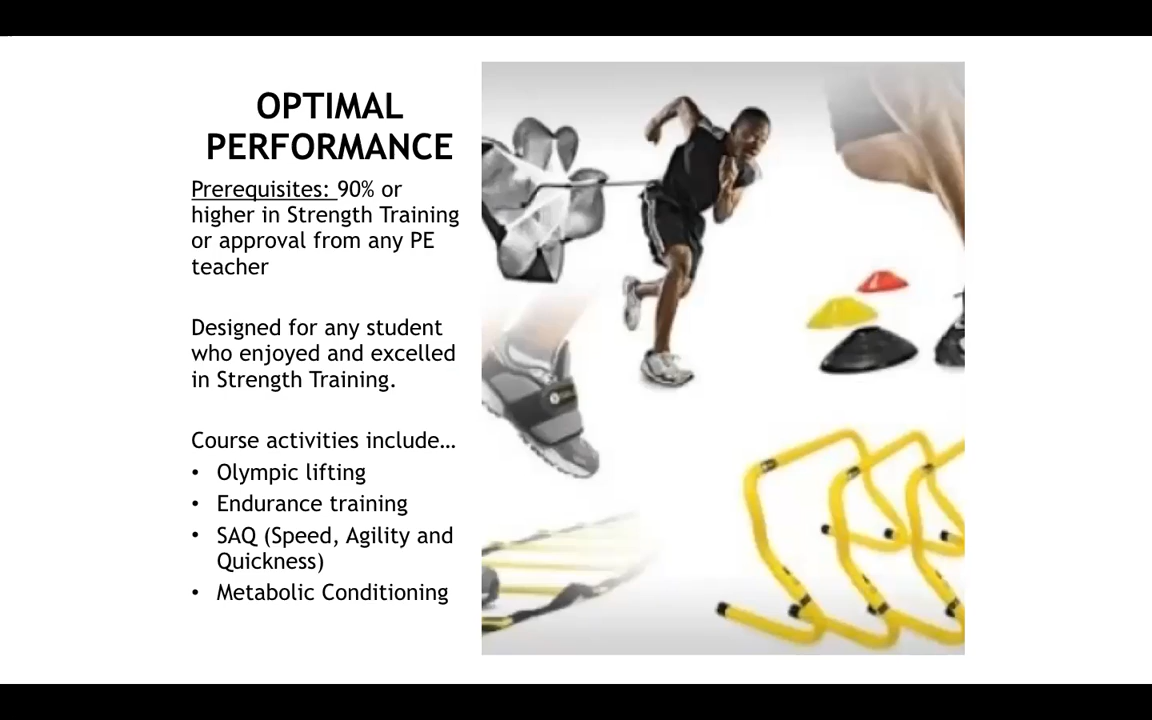 OPTIMAL
PERFORMANCE
Prerequisites: 90% or
higher in Strength Training
or approval from any PE
teacher
Designed for any student
who enjoyed and excelled
in Strength Training.
Course activities include…
• Olympic lifting
• Endurance training
• SAQ (Speed, Agility and
Quickness)
• Metabolic Conditioning